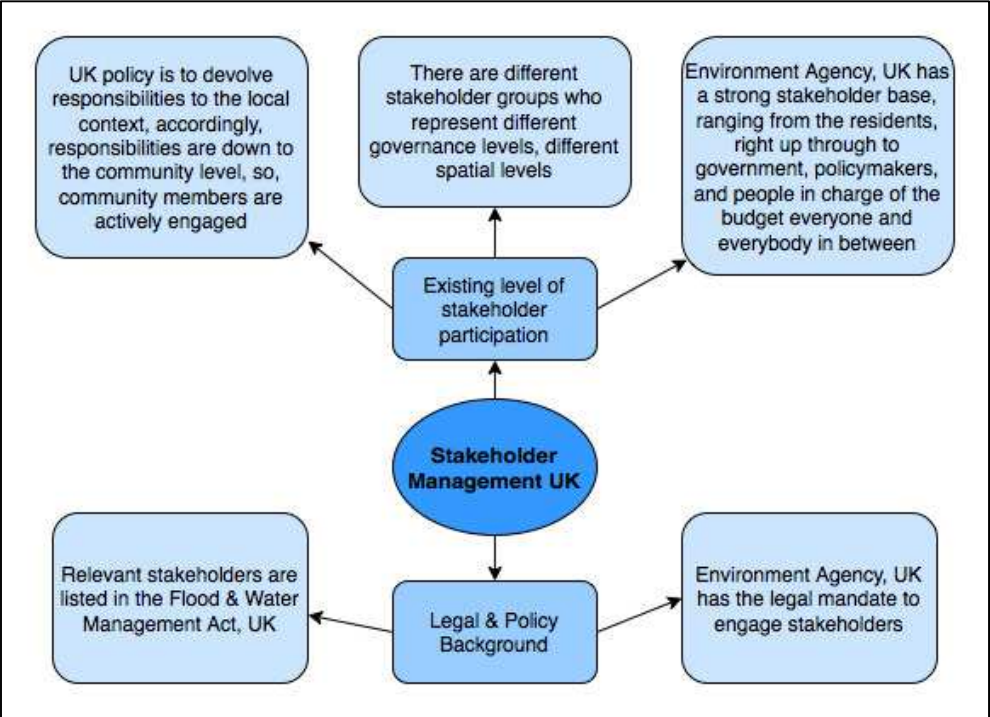 UK policy is to devolve
responsibilities to the local
context, accordingly,
responsibilities are down to
the community level, so,
community members are
actively engaged
There are different
stakeholder groups who
represent different
governance levels, different
spatial levels
Environment Agency, UK has
a strong stakeholder base,
ranging from the residents,
right up through to
government, policymakers,
and people in charge of the
budget everyone and
everybody in between
Existing level of
stakeholder
participation
Stakeholder
Management UK
Relevant stakeholders are
listed in the Flood & Water
Management Act, UK
Legal & Policy
Background
Environment Agency, UK
has the legal mandate to
engage stakeholders